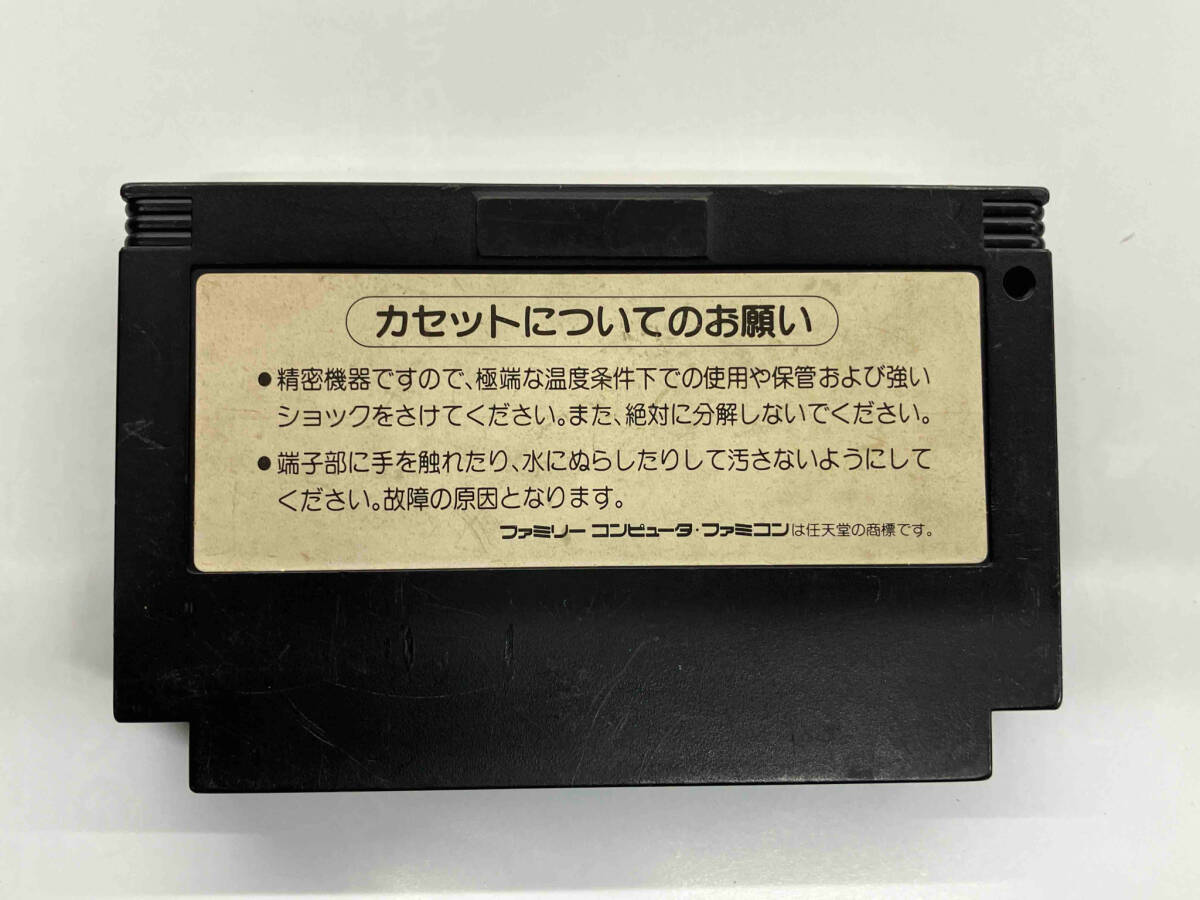 カセットについてのお願い
●精密機器ですので、極端な温度条件下での使用や保管および強い
ショックをさけてください。また、絶対に分解しないでください。
●端子部に手を触れたり、水にぬらしたりして汚さないようにして
ください。故障の原因となります。
ファミリー コンピュータ・ファミコンは任天堂の商標です。